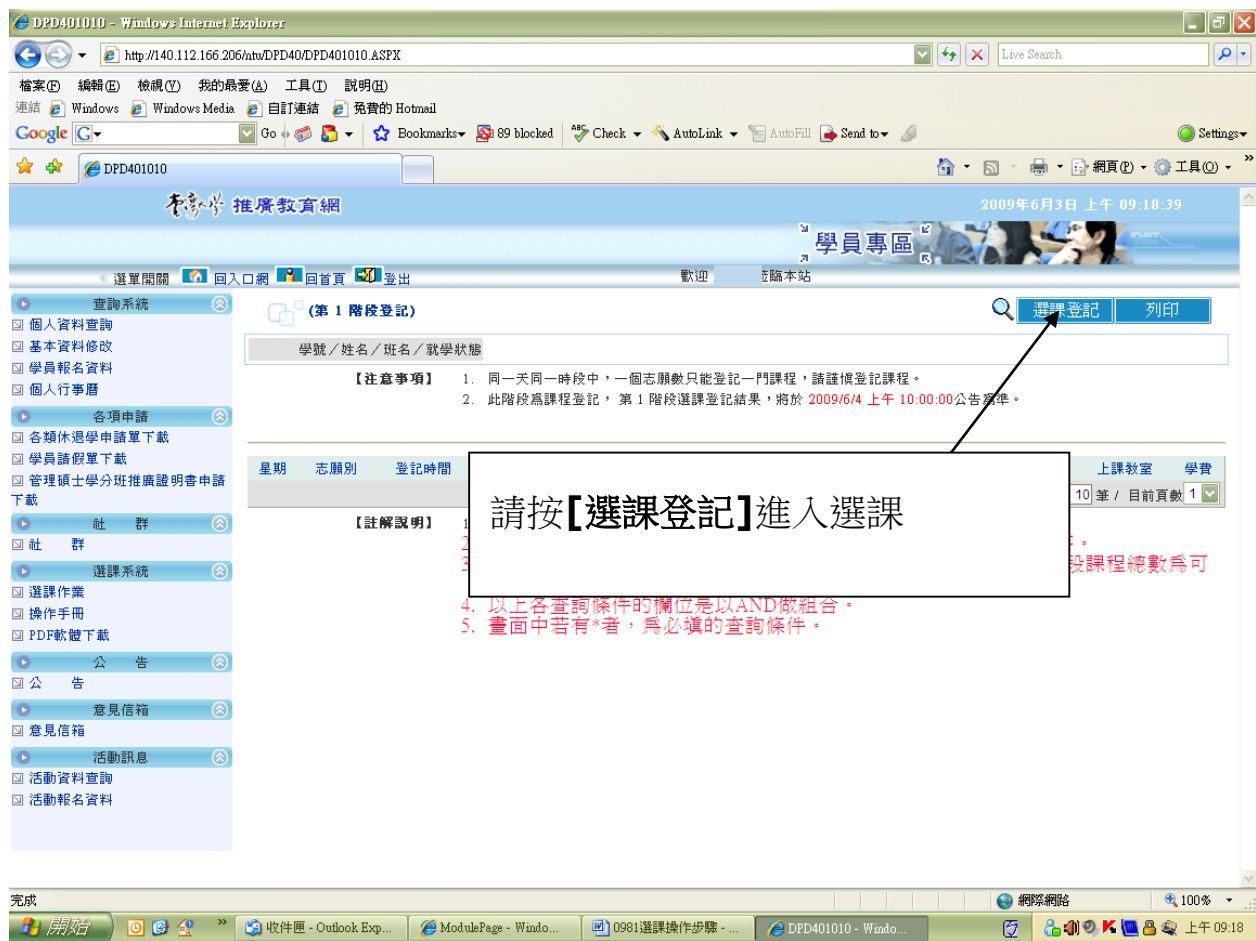 DPD401010 - Windows Internet Explorer
http://140.112.166.206/ntu/DPD40/DPD401010.ASPX
Live Search
檔案(F) 編輯(E) 檢視(V) 我的最愛(A) 工具(T) 說明(H)
連結 Windows Windows Media 自訂連結 免費的 Hotmail
Google G Go Bookmarks 89 blocked ABC Check AutoLink AutoFill Send to Settings
DPD401010 網頁(P) 工具(O) »
推廣教育網 2009年6月3日 上午 09:18:39
學員專區
選單開關 回入口網 回首頁 登出 歡迎 蒞臨本站
查詢系統
個人資料查詢
基本資料修改
學員報名資料
個人行事曆
各項申請
各類休退學申請單下載
學員請假單下載
管理碩士學分班推廣證明書申請
下載
社 群
社 群
選課系統
選課作業
操作手冊
PDF軟體下載
公 告
公 告
意見信箱
意見信箱
活動訊息
活動資料查詢
活動報名資料
(第 1 階段登記) 選課登記 列印
學號／姓名／班名／就學狀態
【注意事項】 1. 同一天同一時段中，一個志願數只能登記一門課程，請謹慎登記課程。
2. 此階段為課程登記， 第 1 階段選課登記結果，將於 2009/6/4 上午 10:00:00公告為準。
星期 志願別 登記時間 上課教室 學費
10 筆 / 目前頁數 1
【註解說明】
請按【選課登記】進入選課
段課程總數為可
4. 以上各查詢條件的欄位是以AND做組合。
5. 畫面中若有*者，為必填的查詢條件。
完成 網際網路 100%
開始 » 收件匣 - Outlook Exp... ModulePage - Windo... 0981選課操作步驟 - ... DPD401010 - Windo... 上午 09:18